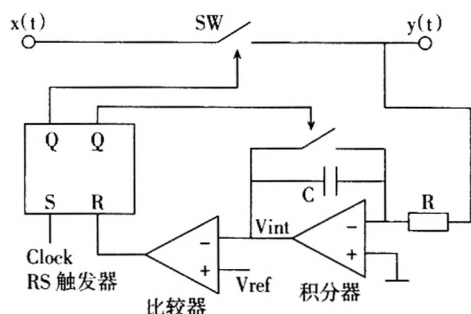 x(t)
SW
y(t)
Q
Q
S
R
Clock
RS 触发器
Vint
Vref
比较器
C
R
积分器
−
+
−
+